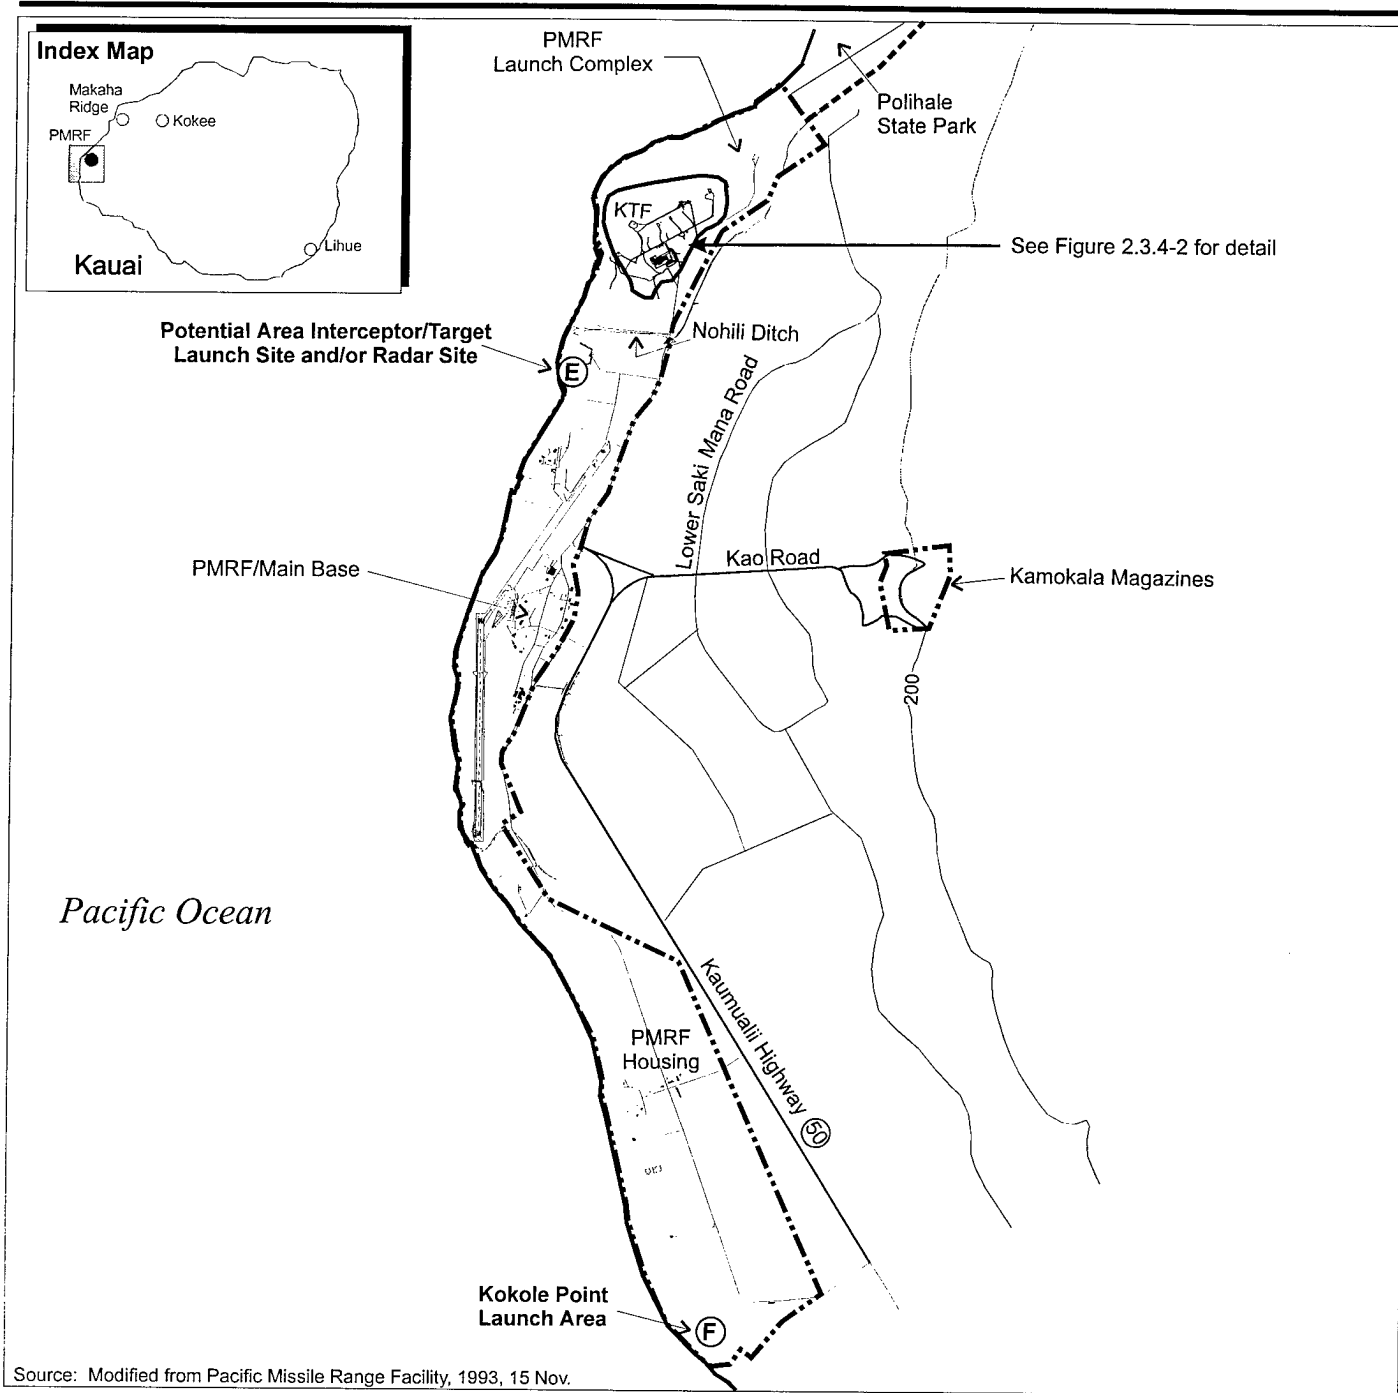 Index Map
Makaha
Ridge
Kokee
PMRF
Lihue
Kauai
PMRF
Launch Complex
Polihale
State Park
KTF
See Figure 2.3.4-2 for detail
Potential Area Interceptor/Target
Launch Site and/or Radar Site
E
Nohili Ditch
Lower Saki Mana Road
Kao Road
PMRF/Main Base
Kamokala Magazines
200
Pacific Ocean
Kaumualii Highway 50
PMRF
Housing
Kokole Point
Launch Area
F
Source: Modified from Pacific Missile Range Facility, 1993, 15 Nov.